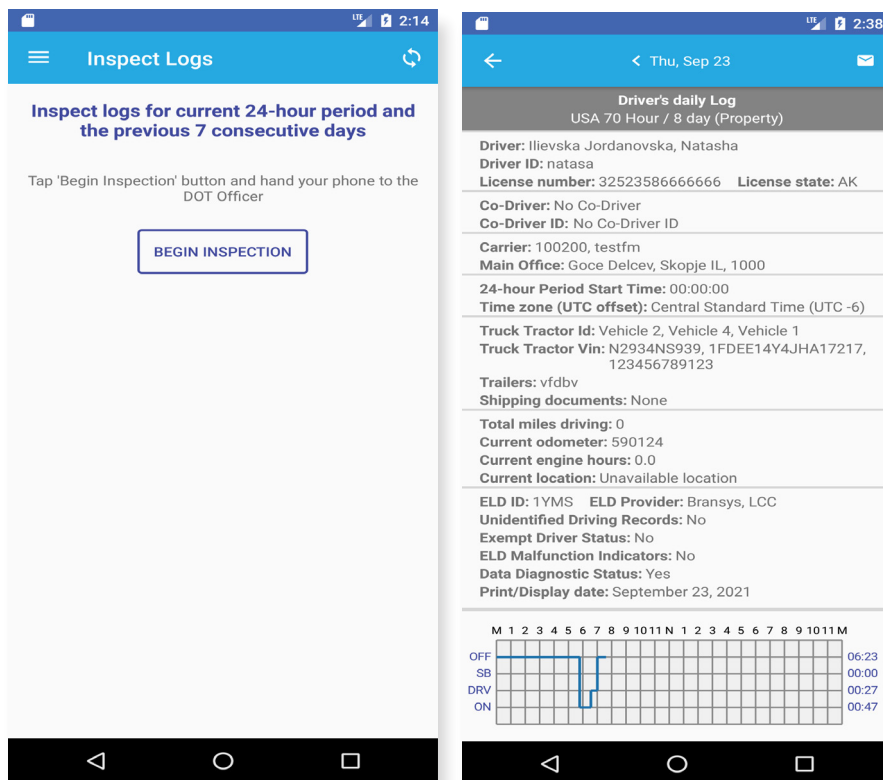 LTE 2:14
Inspect Logs
Inspect logs for current 24-hour period and
the previous 7 consecutive days
Tap 'Begin Inspection' button and hand your phone to the
DOT Officer
BEGIN INSPECTION
LTE 2:38
< Thu, Sep 23
Driver's daily Log
USA 70 Hour / 8 day (Property)
Driver: Ilievska Jordanovska, Natasha
Driver ID: natasa
License number: 32523586666666 License state: AK
Co-Driver: No Co-Driver
Co-Driver ID: No Co-Driver ID
Carrier: 100200, testfm
Main Office: Goce Delcev, Skopje IL, 1000
24-hour Period Start Time: 00:00:00
Time zone (UTC offset): Central Standard Time (UTC -6)
Truck Tractor Id: Vehicle 2, Vehicle 4, Vehicle 1
Truck Tractor Vin: N2934NS939, 1FDEE14Y4JHA17217,
123456789123
Trailers: vfdbv
Shipping documents: None
Total miles driving: 0
Current odometer: 590124
Current engine hours: 0.0
Current location: Unavailable location
ELD ID: 1YMS ELD Provider: Bransys, LCC
Unidentified Driving Records: No
Exempt Driver Status: No
ELD Malfunction Indicators: No
Data Diagnostic Status: Yes
Print/Display date: September 23, 2021
M 1 2 3 4 5 6 7 8 9 10 11 N 1 2 3 4 5 6 7 8 9 10 11 M
OFF 06:23
SB 00:00
DRV 00:27
ON 00:47